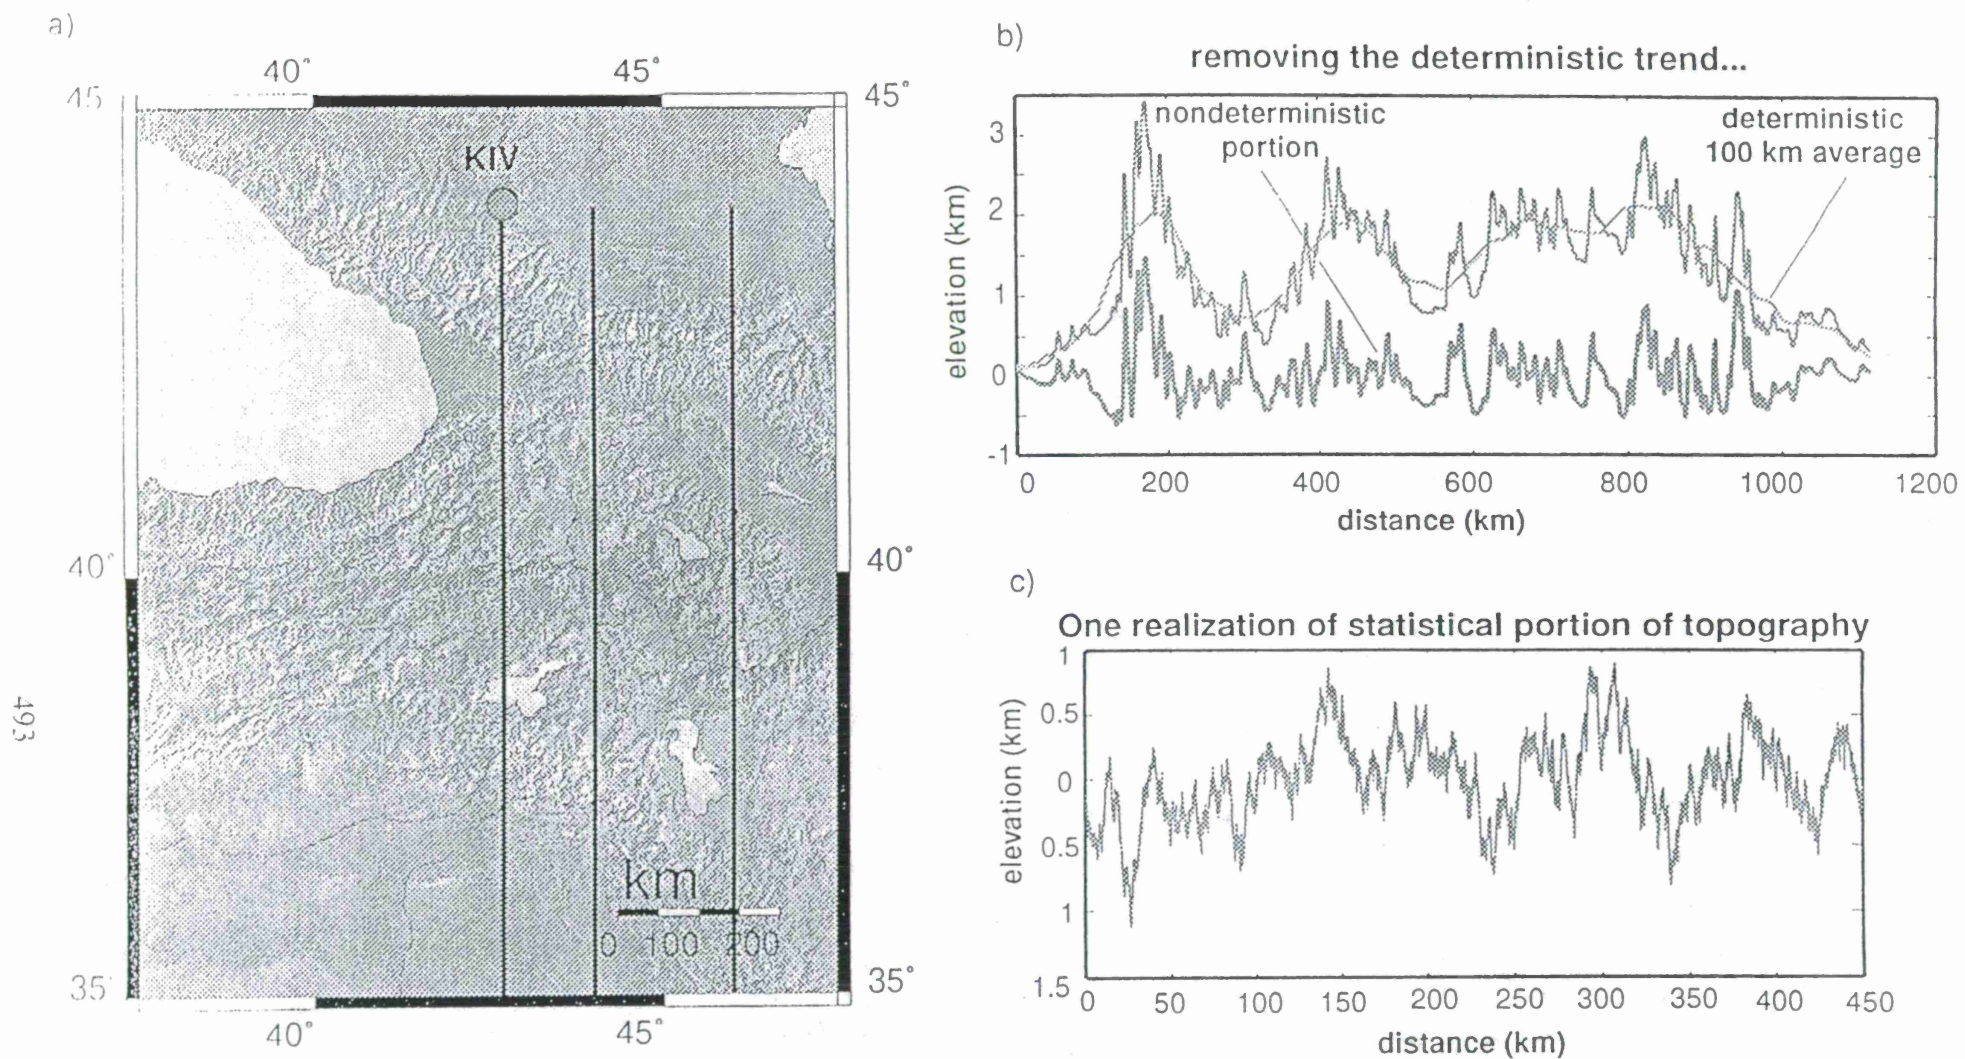 a)
40° 45°
45 45°
KIV
40° 40°
km
0 100 200
35 35°
40° 45°
493
b)
removing the deterministic trend...
nondeterministic
portion
deterministic
100 km average
elevation (km)
3
2
1
0
-1
0 200 400 600 800 1000 1200
distance (km)
c)
One realization of statistical portion of topography
elevation (km)
1
0.5
0
0.5
1
1.5
0 50 100 150 200 250 300 350 400 450
distance (km)